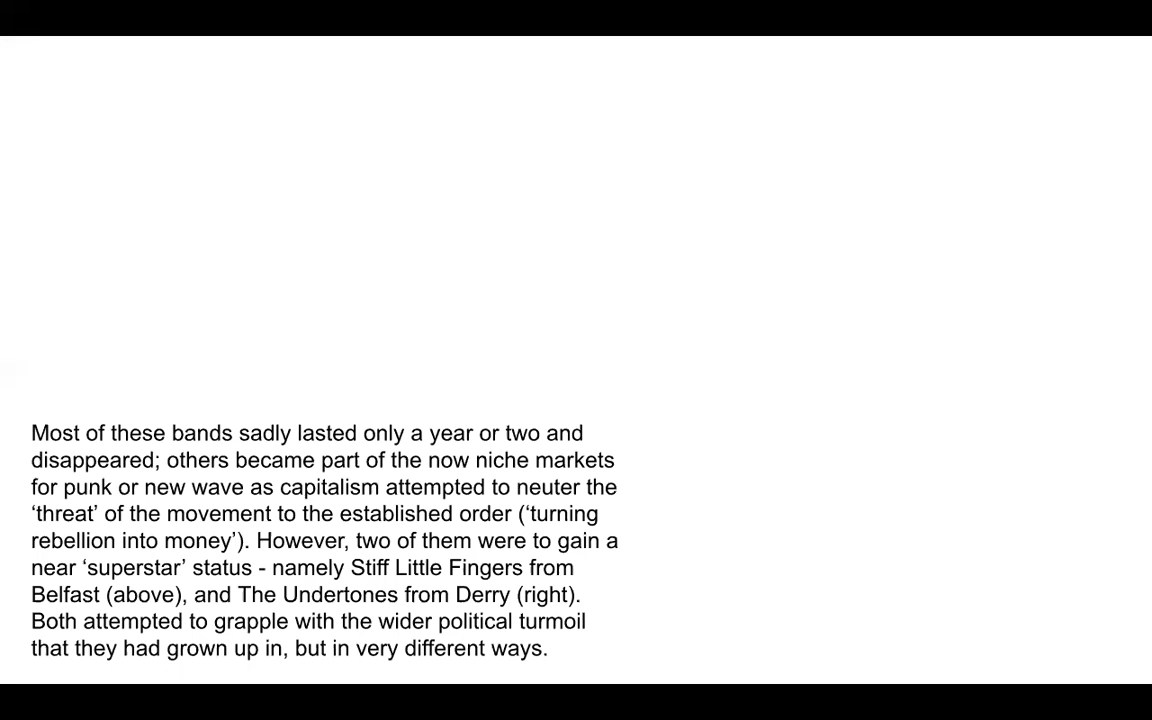 Most of these bands sadly lasted only a year or two and
disappeared; others became part of the now niche markets
for punk or new wave as capitalism attempted to neuter the
‘threat’ of the movement to the established order (‘turning
rebellion into money’). However, two of them were to gain a
near ‘superstar’ status - namely Stiff Little Fingers from
Belfast (above), and The Undertones from Derry (right).
Both attempted to grapple with the wider political turmoil
that they had grown up in, but in very different ways.